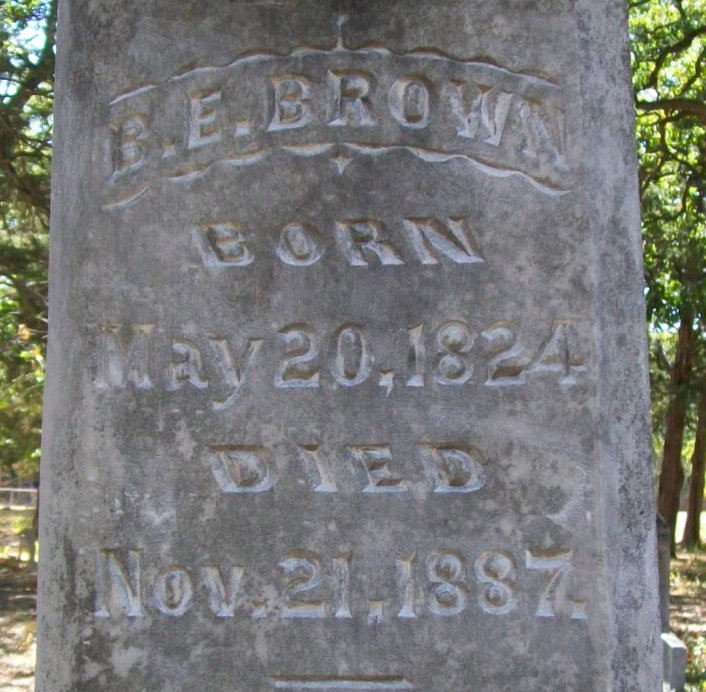 B.E.BROWN
BORN
May 20,1824
DIED
Nov.21,1887.